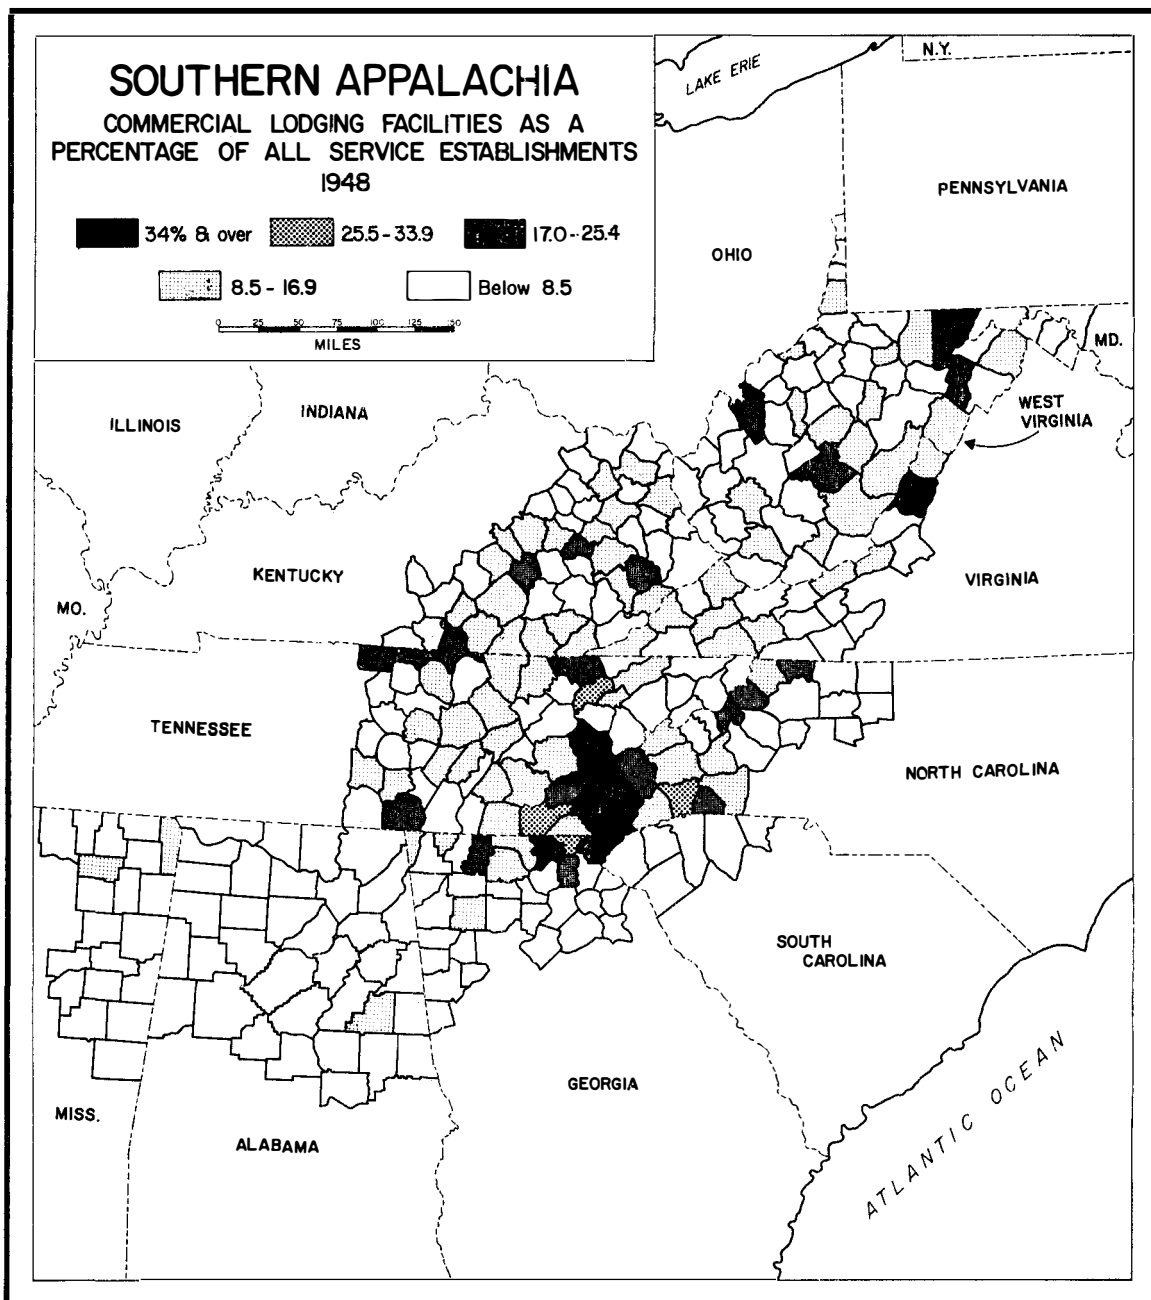 SOUTHERN APPALACHIA
COMMERCIAL LODGING FACILITIES AS A
PERCENTAGE OF ALL SERVICE ESTABLISHMENTS
1948
34% & over 25.5-33.9 17.0-25.4
8.5-16.9 Below 8.5
0 25 50 75 100 125 150
MILES
LAKE ERIE
N.Y.
PENNSYLVANIA
OHIO
MD.
WEST
VIRGINIA
ILLINOIS
INDIANA
KENTUCKY
VIRGINIA
MO.
TENNESSEE
NORTH CAROLINA
SOUTH
CAROLINA
GEORGIA
MISS.
ALABAMA
ATLANTIC OCEAN